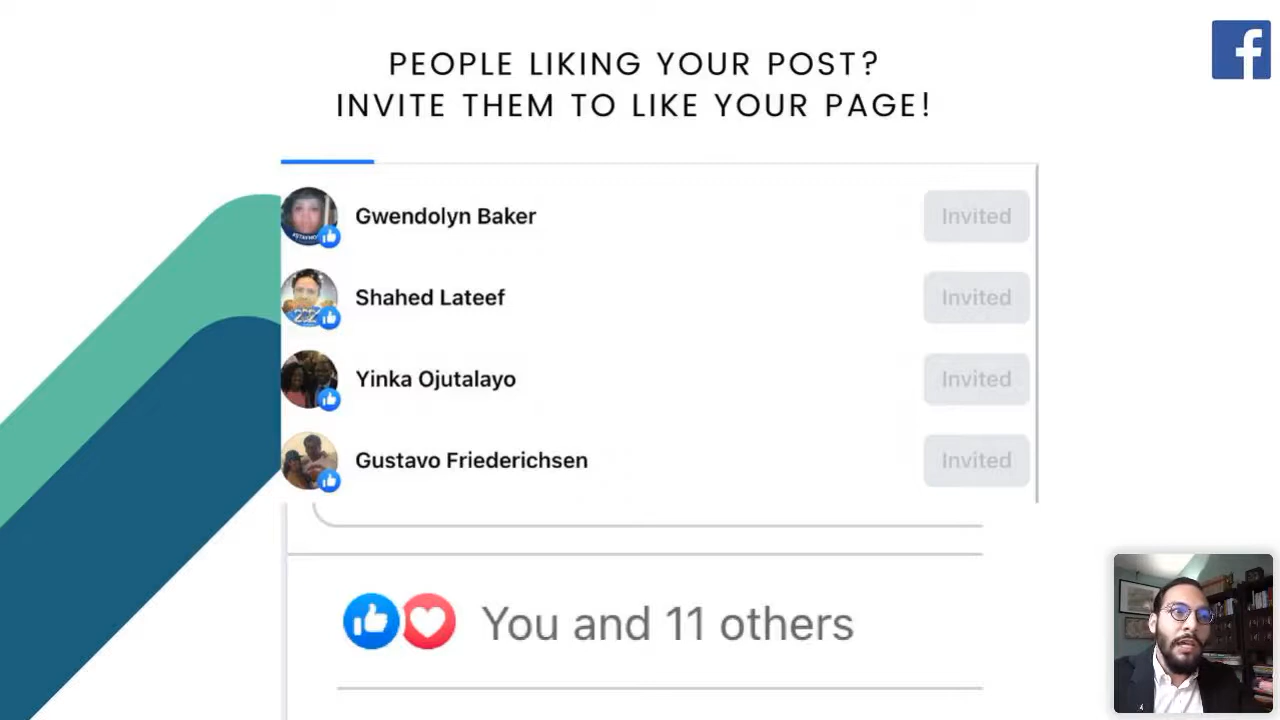 PEOPLE LIKING YOUR POST?
INVITE THEM TO LIKE YOUR PAGE!
Gwendolyn Baker Invited
Shahed Lateef Invited
Yinka Ojutalayo Invited
Gustavo Friederichsen Invited
You and 11 others